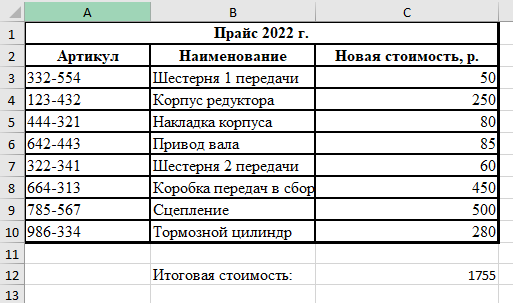 A B C
1 Прайс 2022 г.
2 Артикул Наименование Новая стоимость, р.
3 332-554 Шестерня 1 передачи 50
4 123-432 Корпус редуктора 250
5 444-321 Накладка корпуса 80
6 642-443 Привод вала 85
7 322-341 Шестерня 2 передачи 60
8 664-313 Коробка передач в сбор 450
9 785-567 Сцепление 500
10 986-334 Тормозной цилиндр 280
11
12 Итоговая стоимость: 1755
13